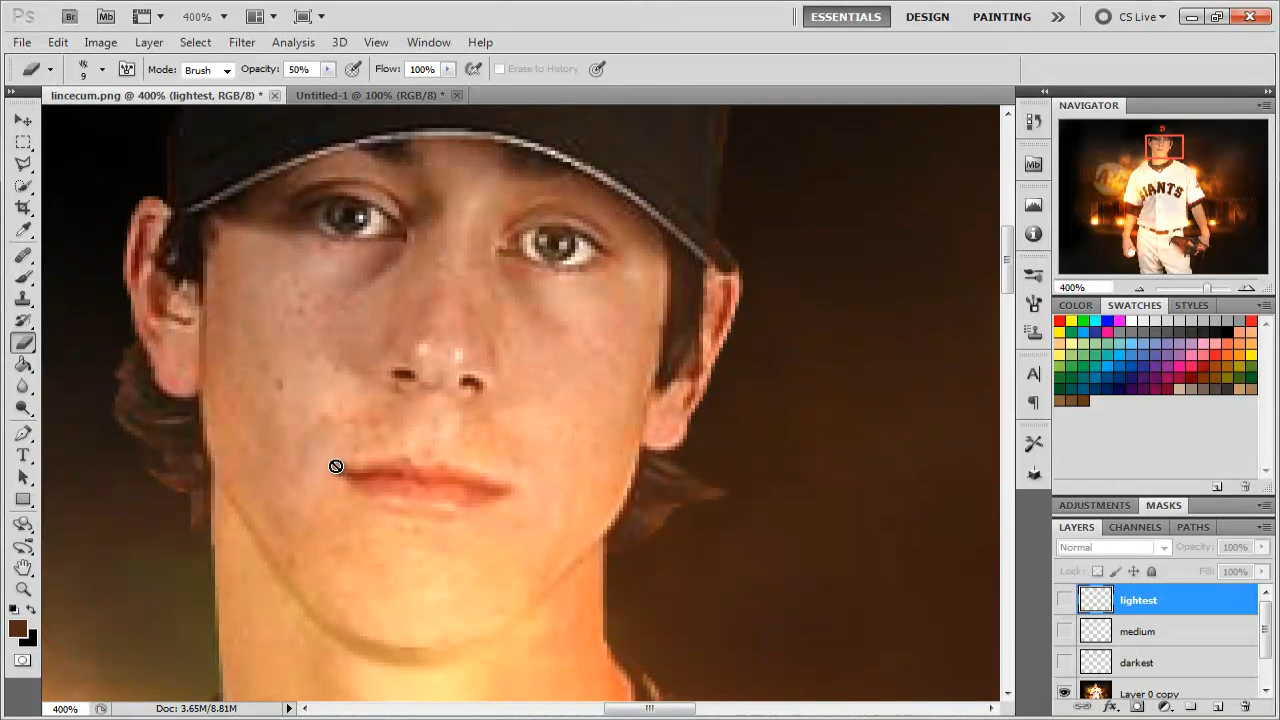 Ps Br Mb 400% ESSENTIALS DESIGN PAINTING CS Live
File Edit Image Layer Select Filter Analysis 3D View Window Help
9 Mode: Brush Opacity: 50% Flow: 100% Erase to History
lincecum.png @ 400% (lightest, RGB/8) * Untitled-1 @ 100% (RGB/8) *
NAVIGATOR
Mb
GIANTS
400%
COLOR SWATCHES STYLES
A
T
ADJUSTMENTS MASKS
LAYERS CHANNELS PATHS
Normal Opacity: 100%
Lock: Fill: 100%
lightest
medium
darkest
Layer 0 copy
400% Doc: 3.65M/8.81M